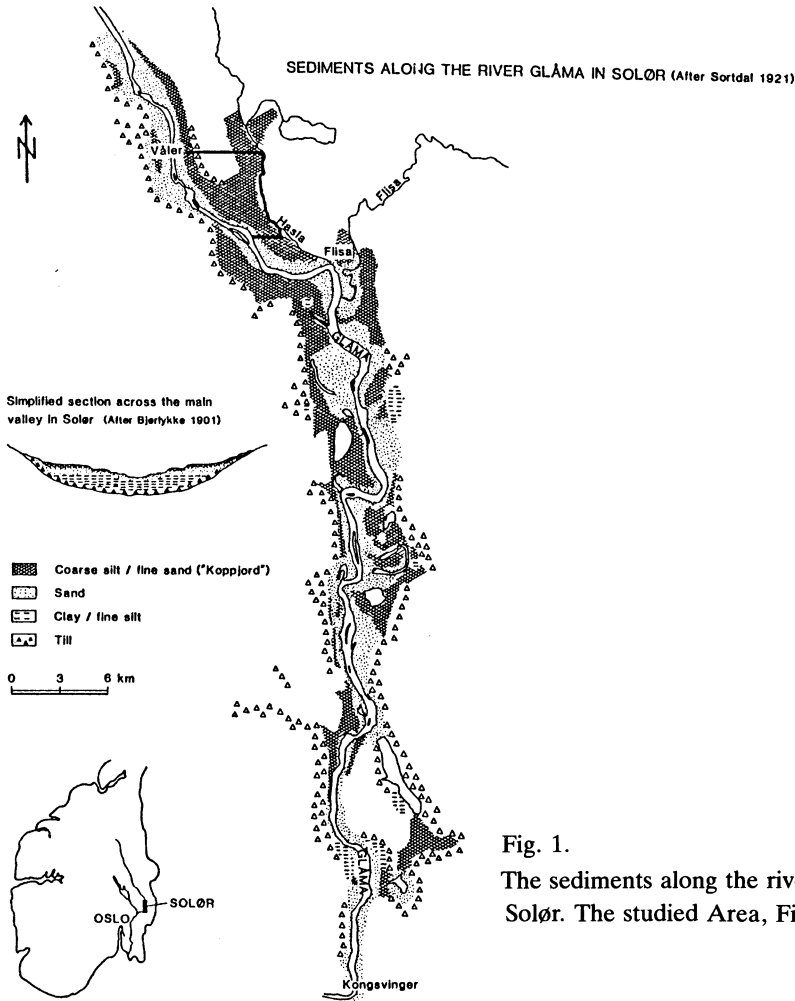 SEDIMENTS ALONG THE RIVER GLÅMA IN SOLØR (After Sortdal 1921)
N
Våler
Flisa
Hasla
Flisa
GLÅMA
Simplified section across the main
valley in Solør (After Bjørlykke 1901)
Coarse silt / fine sand ("Koppjord")
Sand
Clay / fine silt
Till
0 3 6 km
SOLØR
OSLO
GLÅMA
Kongsvinger
Fig. 1.
The sediments along the riv
Solør. The studied Area, Fi